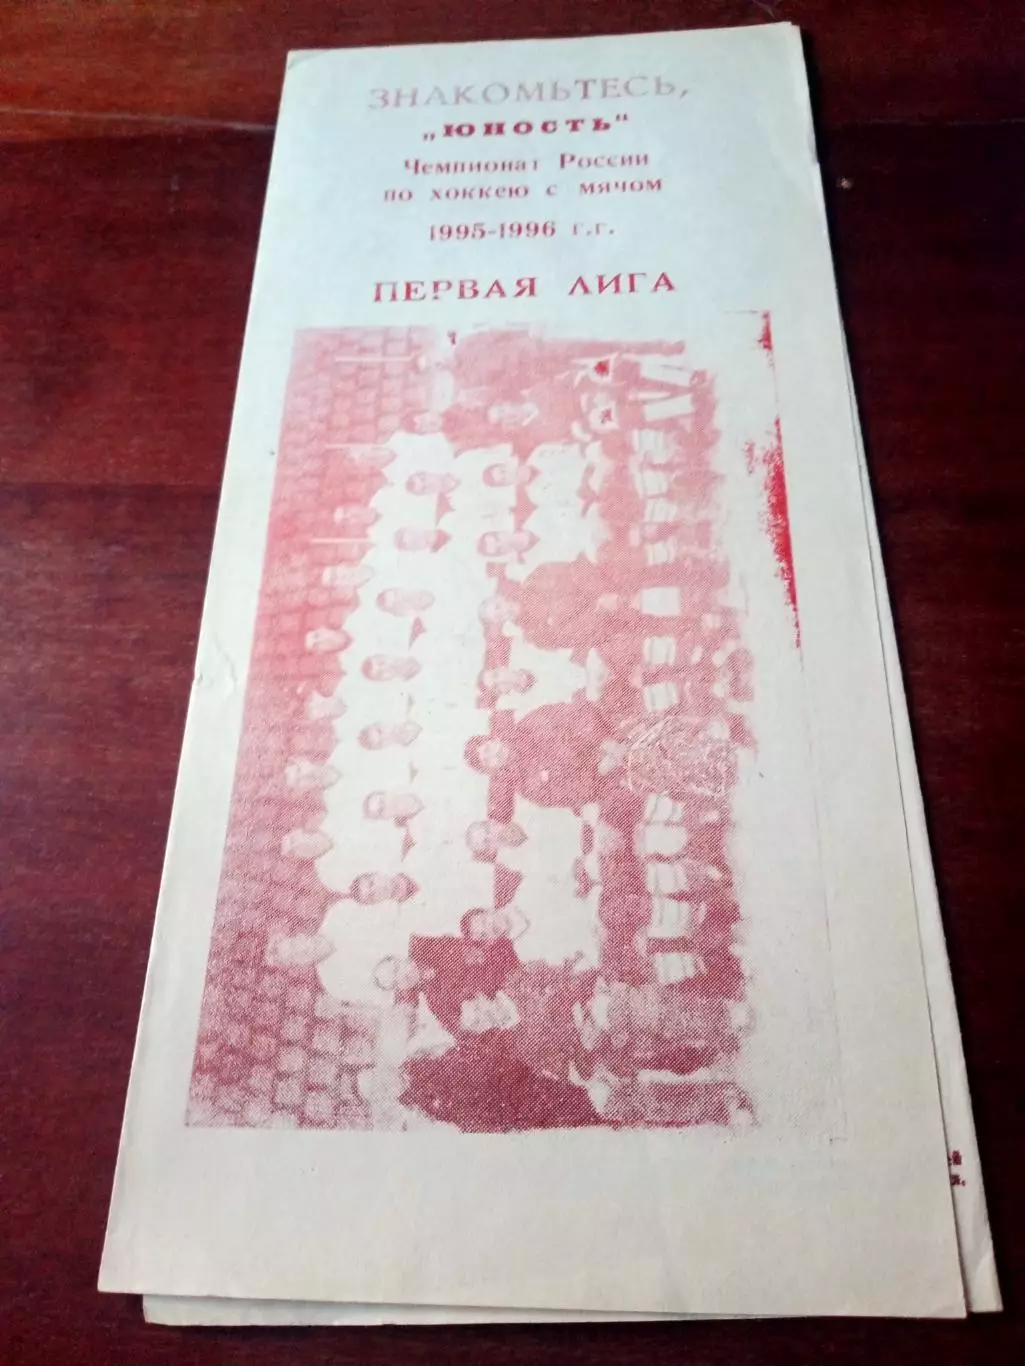 ЗНАКОМЬТЕСЬ,
„ЮНОСТЬ"
Чемпионат России
по хоккею с мячом
1995-1996 г.г.
ПЕРВАЯ ЛИГА